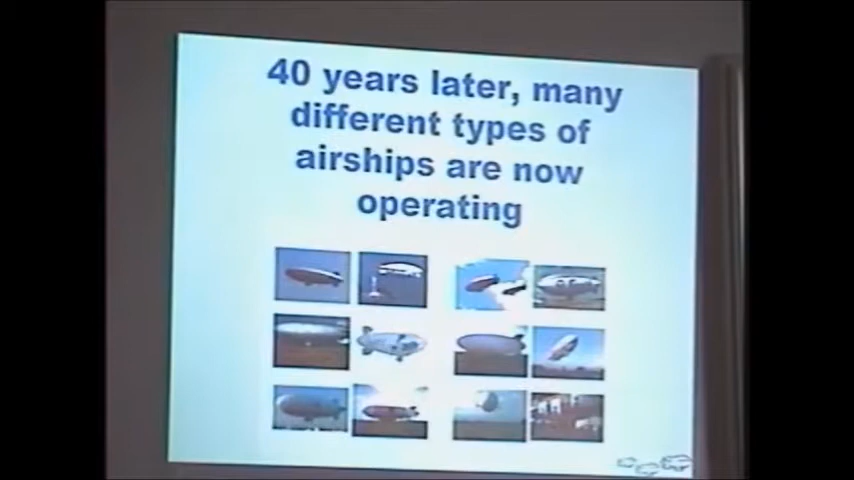 40 years later, many
different types of
airships are now
operating